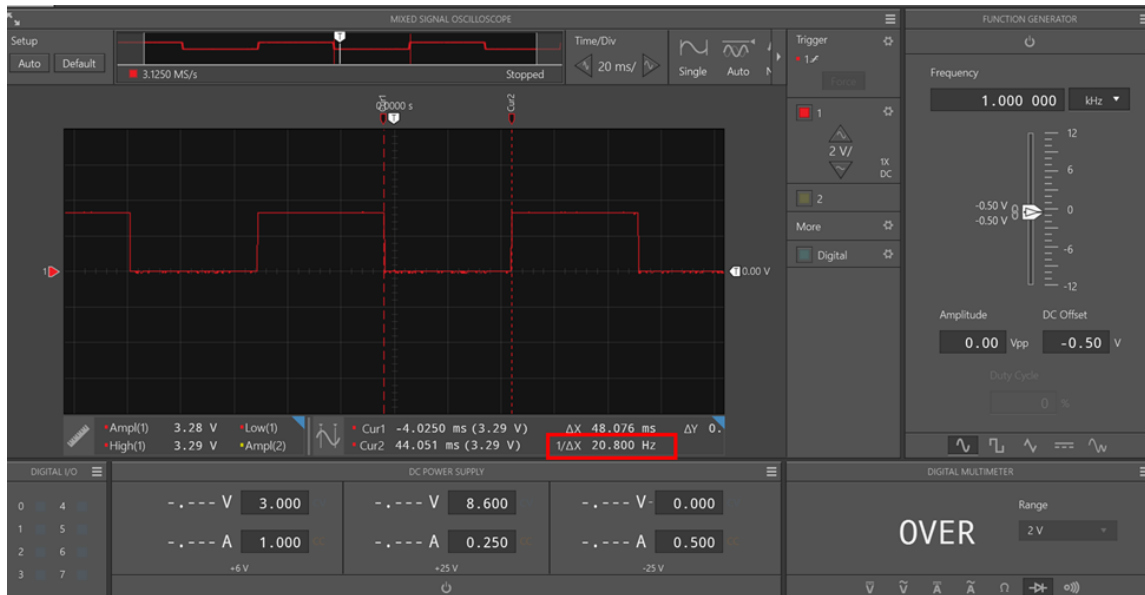 MIXED SIGNAL OSCILLOSCOPE
Setup
Auto Default
3.1250 MS/s Stopped
T
Time/Div
20 ms/
Single Auto
Trigger
1
Force
0.0000 s
Cur2
T
1
2 V/
1X
DC
2
More
Digital
1
T 0.00 V
Ampl(1) 3.28 V Low(1)
High(1) 3.29 V Ampl(2)
Cur1 -4.0250 ms (3.29 V) ΔX 48.076 ms ΔY 0.
Cur2 44.051 ms (3.29 V) 1/ΔX 20.800 Hz
FUNCTION GENERATOR
Frequency
1.000 000 kHz
12
6
0
-6
-12
-0.50 V
-0.50 V
Amplitude DC Offset
0.00 Vpp -0.50 V
Duty Cycle
0 %
DIGITAL I/O
0 4
1 5
2 6
3 7
DC POWER SUPPLY
-.--- V 3.000 -.--- V 8.600 -.--- V- 0.000
-.--- A 1.000 -.--- A 0.250 -.--- A 0.500
+6 V +25 V -25 V
DIGITAL MULTIMETER
OVER
Range
2 V
V V A A Ω